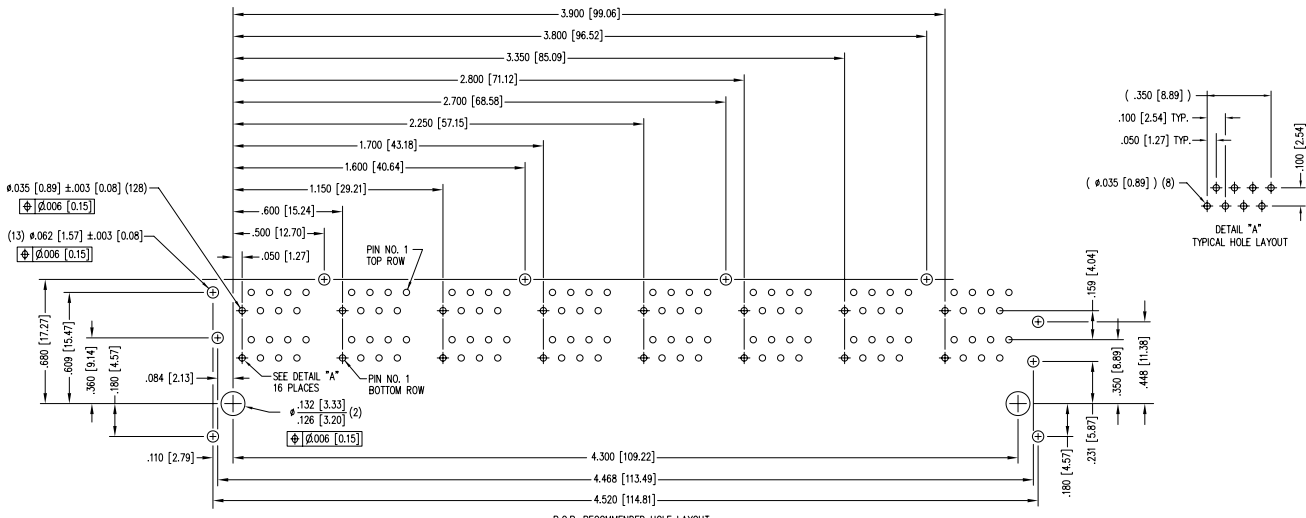 3.900 [99.06]
3.800 [96.52]
3.350 [85.09]
2.800 [71.12]
2.700 [68.58]
2.250 [57.15]
1.700 [43.18]
1.600 [40.64]
1.150 [29.21]
.600 [15.24]
.500 [12.70]
.050 [1.27]
ø.035 [0.89] ±.003 [0.08] (128)
⌖ Ø.006 [0.15]
(13) ø.062 [1.57] ±.003 [0.08]
⌖ Ø.006 [0.15]
PIN NO. 1
TOP ROW
( .350 [8.89] )
.100 [2.54] TYP.
.050 [1.27] TYP.
.100 [2.54]
( ø.035 [0.89] ) (8)
DETAIL "A"
TYPICAL HOLE LAYOUT
.680 [17.27]
.609 [15.47]
.360 [9.14]
.180 [4.57]
.084 [2.13]
SEE DETAIL "A"
16 PLACES
PIN NO. 1
BOTTOM ROW
ø .132 [3.33]
.126 [3.20] (2)
⌖ Ø.006 [0.15]
.159 [4.04]
.350 [8.89]
.448 [11.38]
.231 [5.87]
.180 [4.57]
.110 [2.79]
4.300 [109.22]
4.468 [113.49]
4.520 [114.81]
RECOMMENDED HOLE LAYOUT